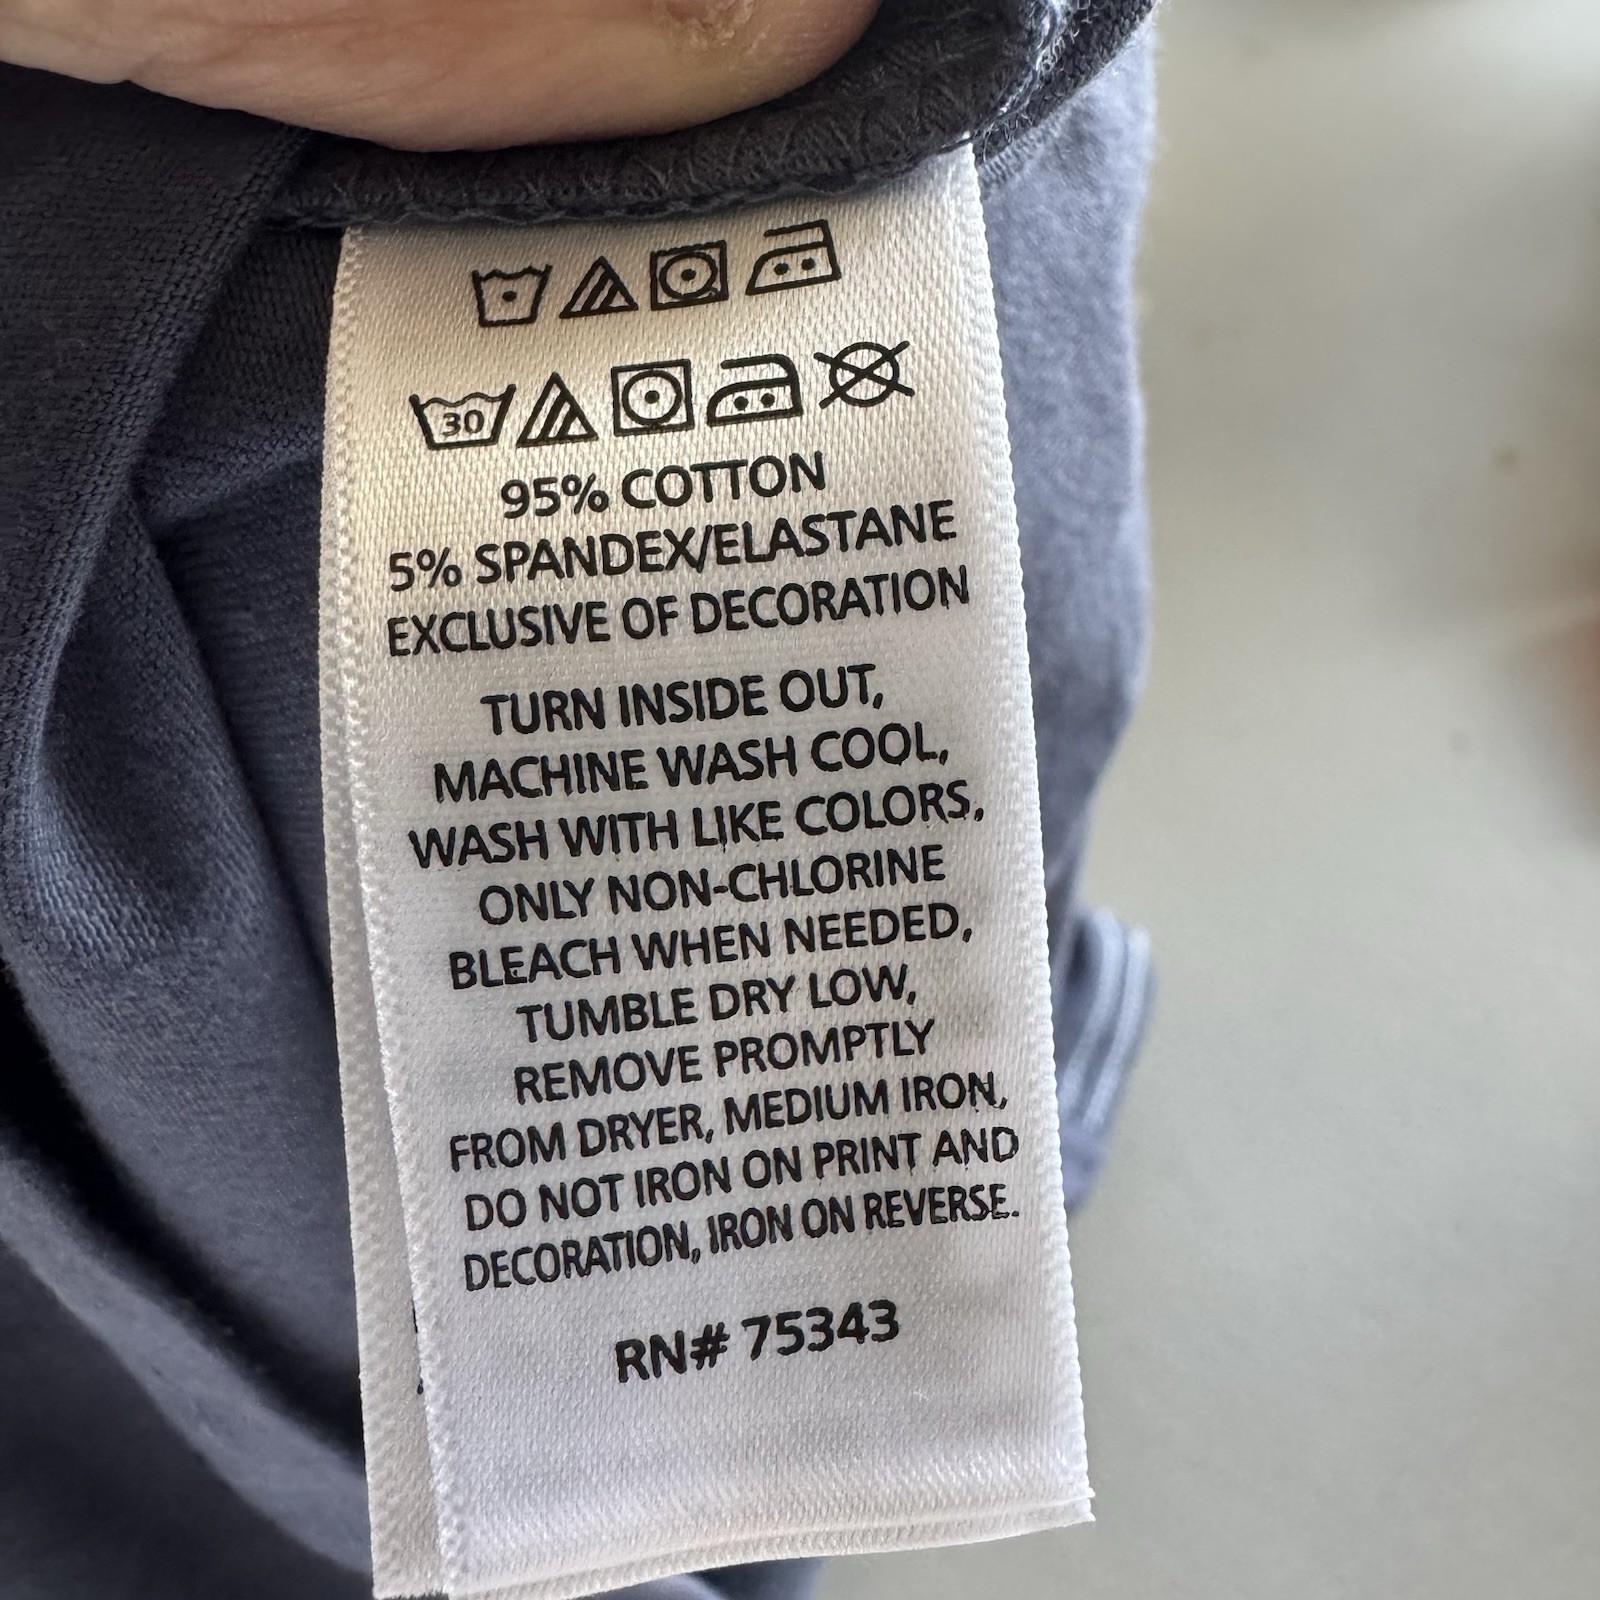 30
95% COTTON
5% SPANDEX/ELASTANE
EXCLUSIVE OF DECORATION
TURN INSIDE OUT,
MACHINE WASH COOL,
WASH WITH LIKE COLORS,
ONLY NON-CHLORINE
BLEACH WHEN NEEDED,
TUMBLE DRY LOW,
REMOVE PROMPTLY
FROM DRYER, MEDIUM IRON,
DO NOT IRON ON PRINT AND
DECORATION, IRON ON REVERSE.
RN# 75343